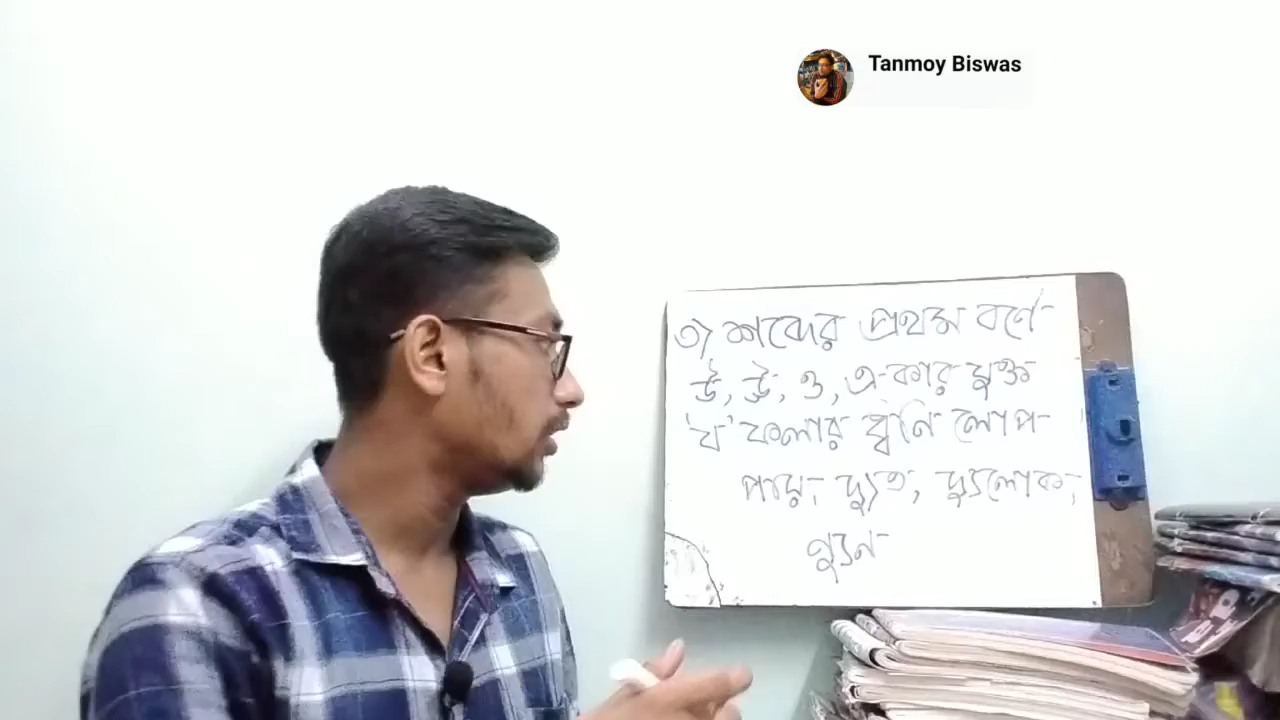 Tanmoy Biswas
৩) শব্দের প্রথম বর্ণে
উ, ঊ, ও, এ-কার যুক্ত
'য' ফলার ধ্বনি লোপ
পায়, দ্যুত, দ্যুলোক,
ন্যুন